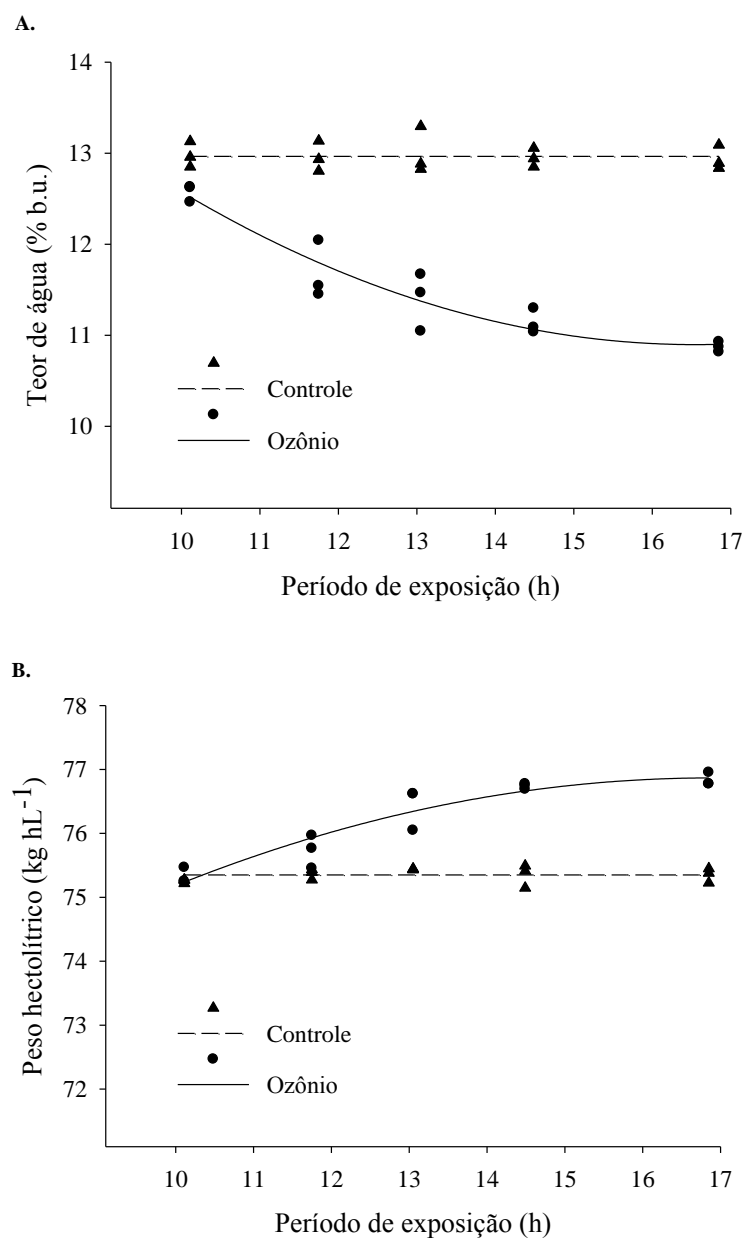 A.
14
13
12
11
10
Teor de água (% b.u.)
Controle
Ozônio
10 11 12 13 14 15 16 17
Período de exposição (h)
B.
78
77
76
75
74
73
72
Peso hectolítrico (kg hL⁻¹)
Controle
Ozônio
10 11 12 13 14 15 16 17
Período de exposição (h)